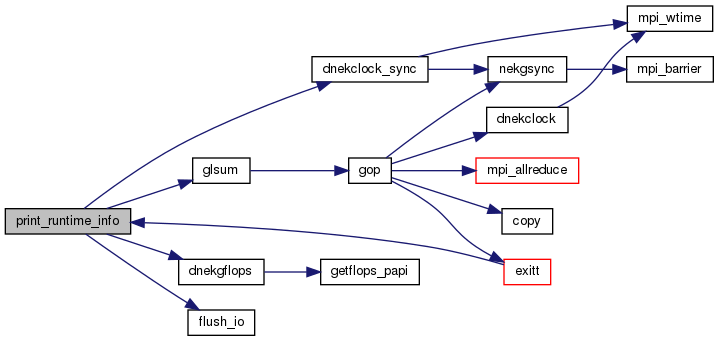 mpi_wtime
dnekclock_sync
nekgsync
mpi_barrier
dnekclock
glsum
gop
mpi_allreduce
print_runtime_info
copy
dnekgflops
getflops_papi
exitt
flush_io